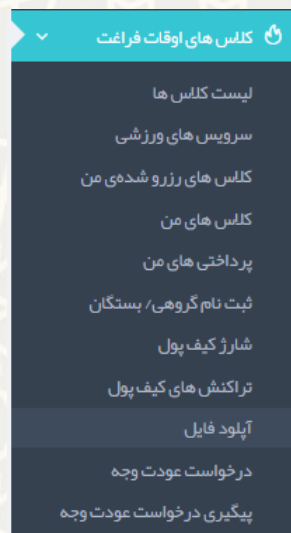 کلاس های اوقات فراغت
لیست کلاس ها
سرویس های ورزشی
کلاس های رزرو شده‌ی من
کلاس های من
پرداختی های من
ثبت نام گروهی/ بستگان
شارژ کیف پول
تراکنش های کیف پول
آپلود فایل
درخواست عودت وجه
پیگیری درخواست عودت وجه